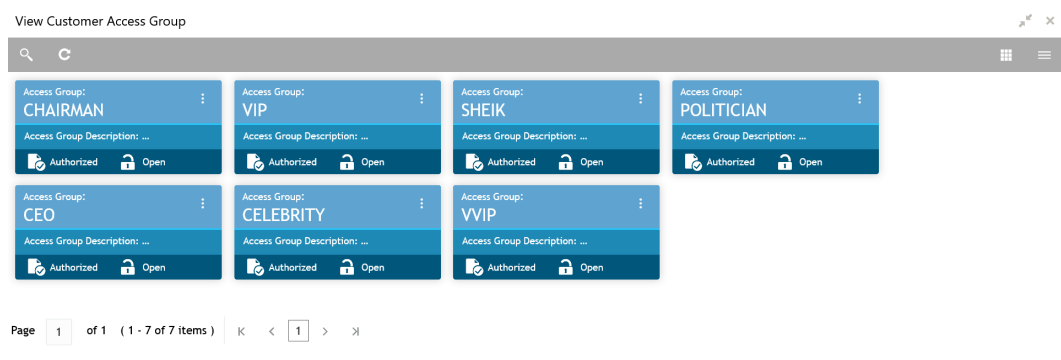 View Customer Access Group
Access Group: Access Group: Access Group: Access Group:
CHAIRMAN VIP SHEIK POLITICIAN
Access Group Description: ... Access Group Description: ... Access Group Description: ... Access Group Description: ...
Authorized Open Authorized Open Authorized Open Authorized Open
Access Group: Access Group: Access Group:
CEO CELEBRITY VVIP
Access Group Description: ... Access Group Description: ... Access Group Description: ...
Authorized Open Authorized Open Authorized Open
Page 1 of 1 ( 1 - 7 of 7 items ) 1